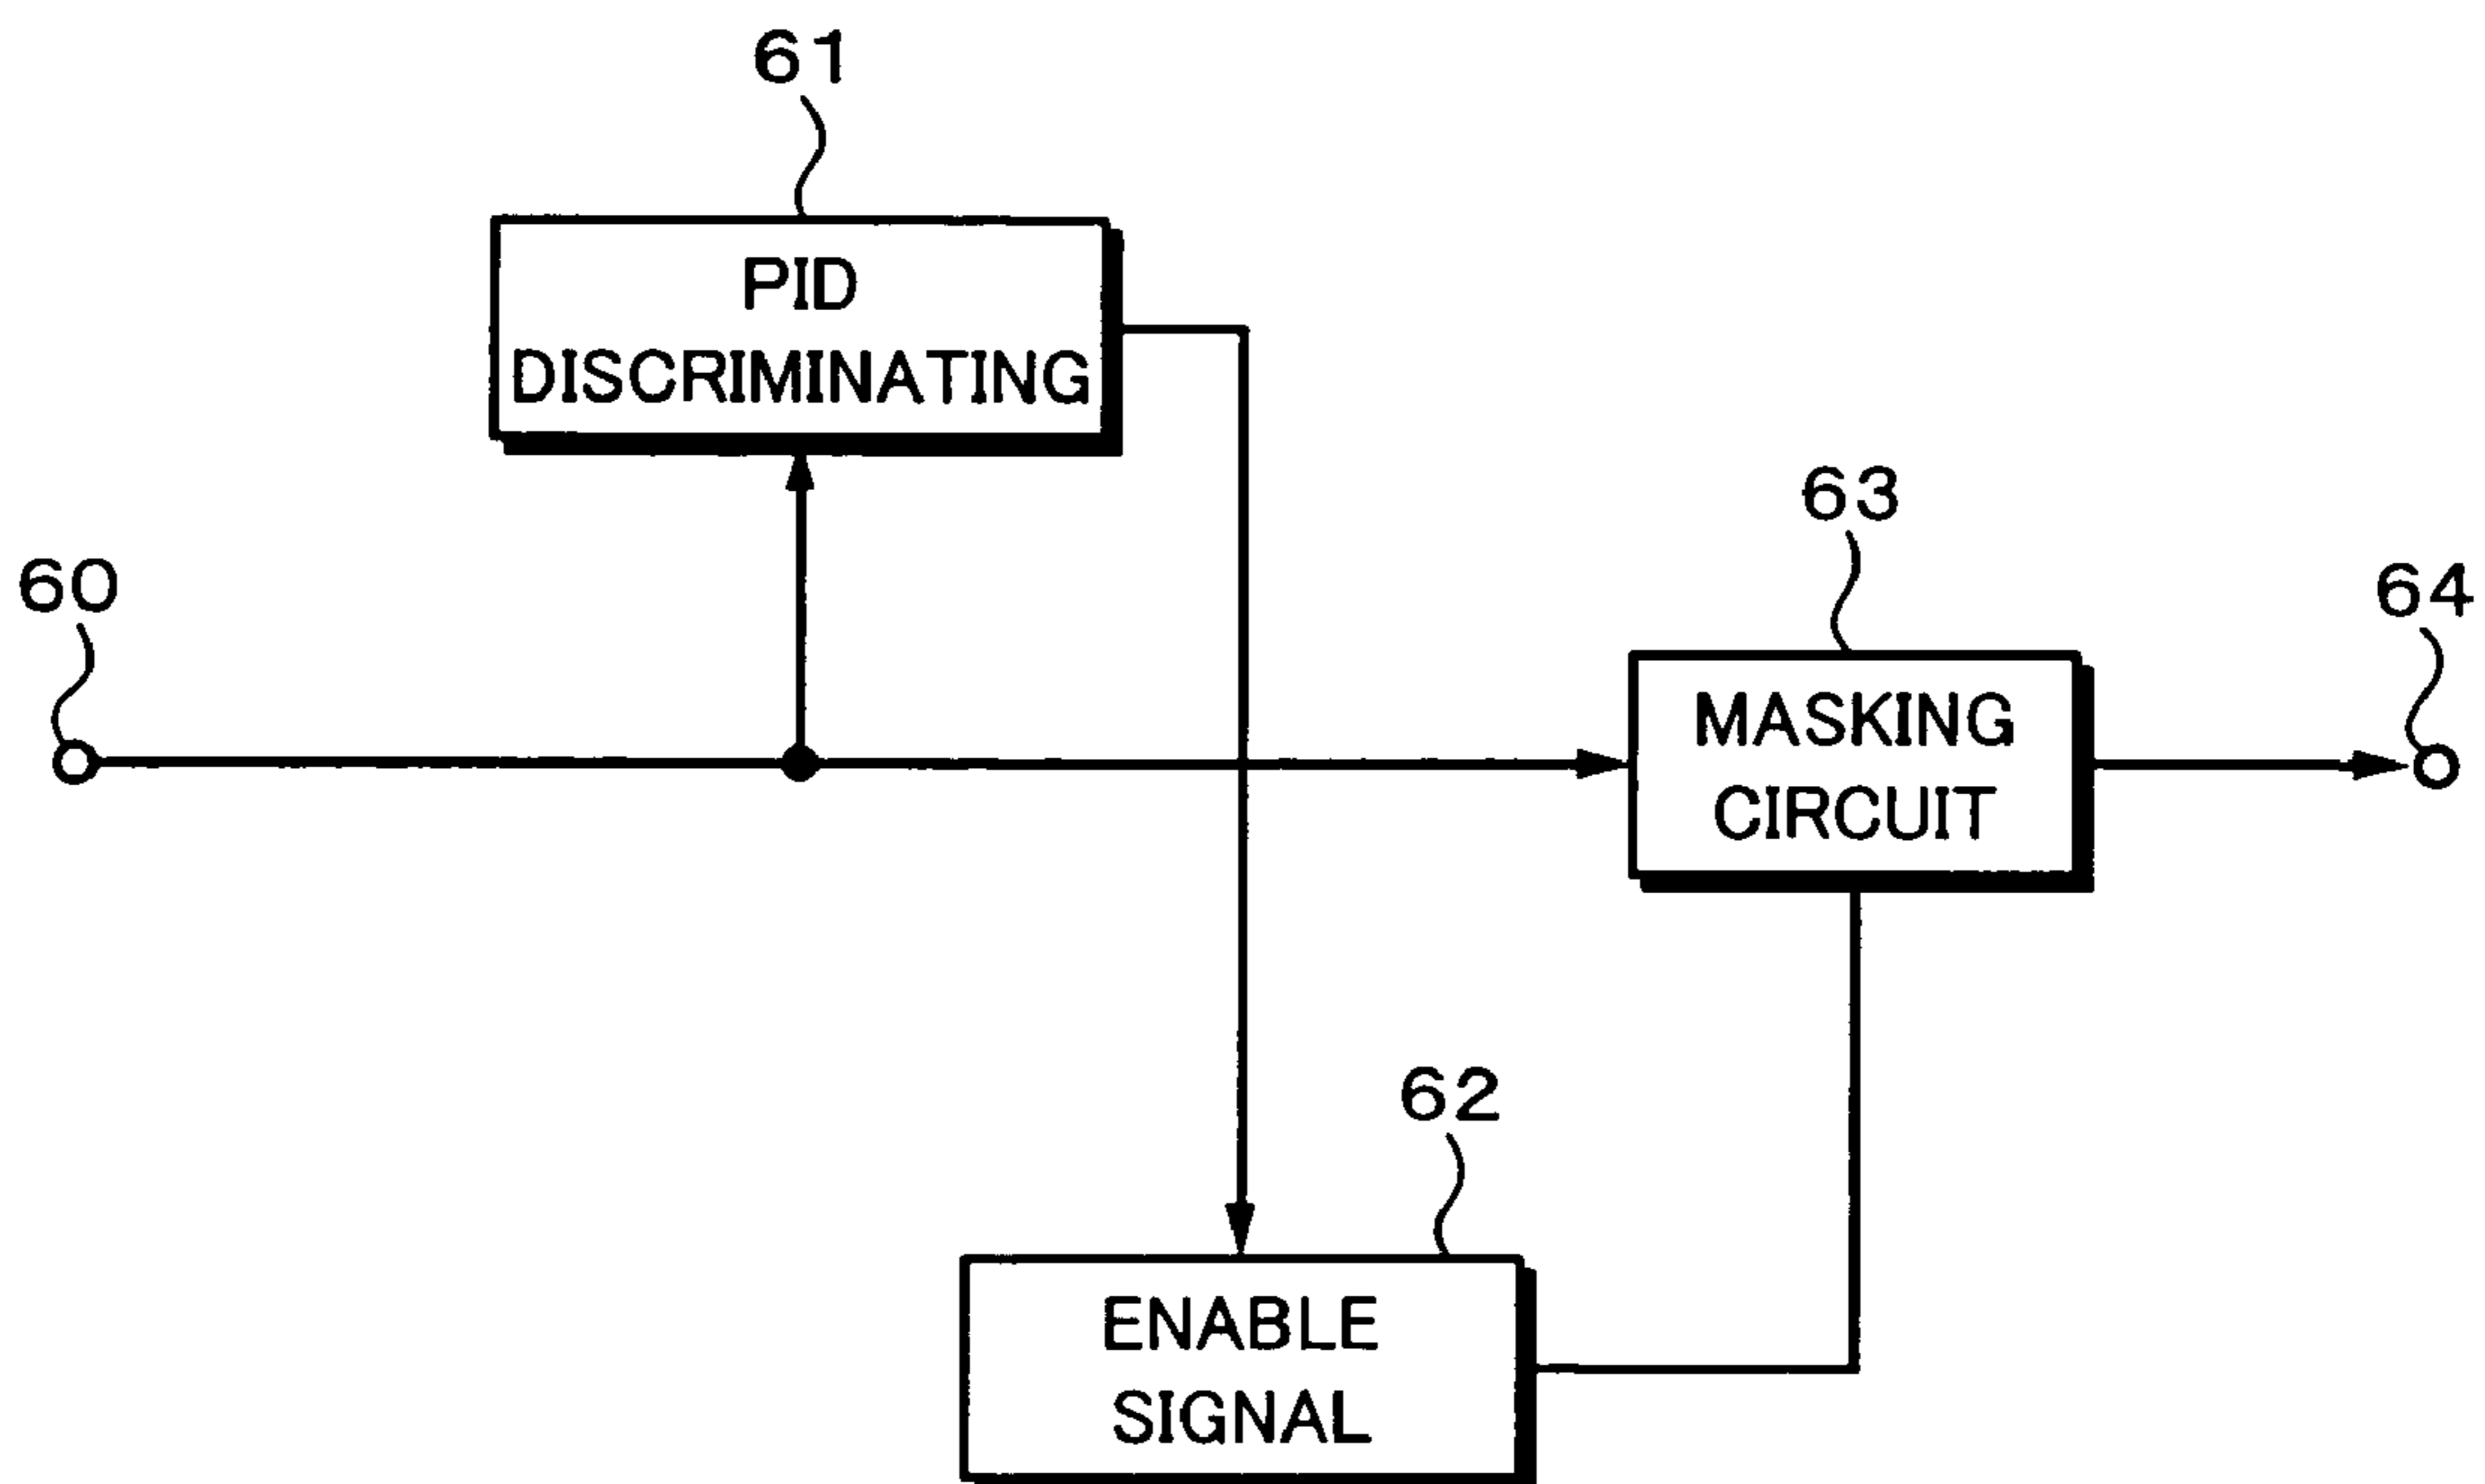 61
PID
DISCRIMINATING
63
60
64
MASKING
CIRCUIT
62
ENABLE
SIGNAL